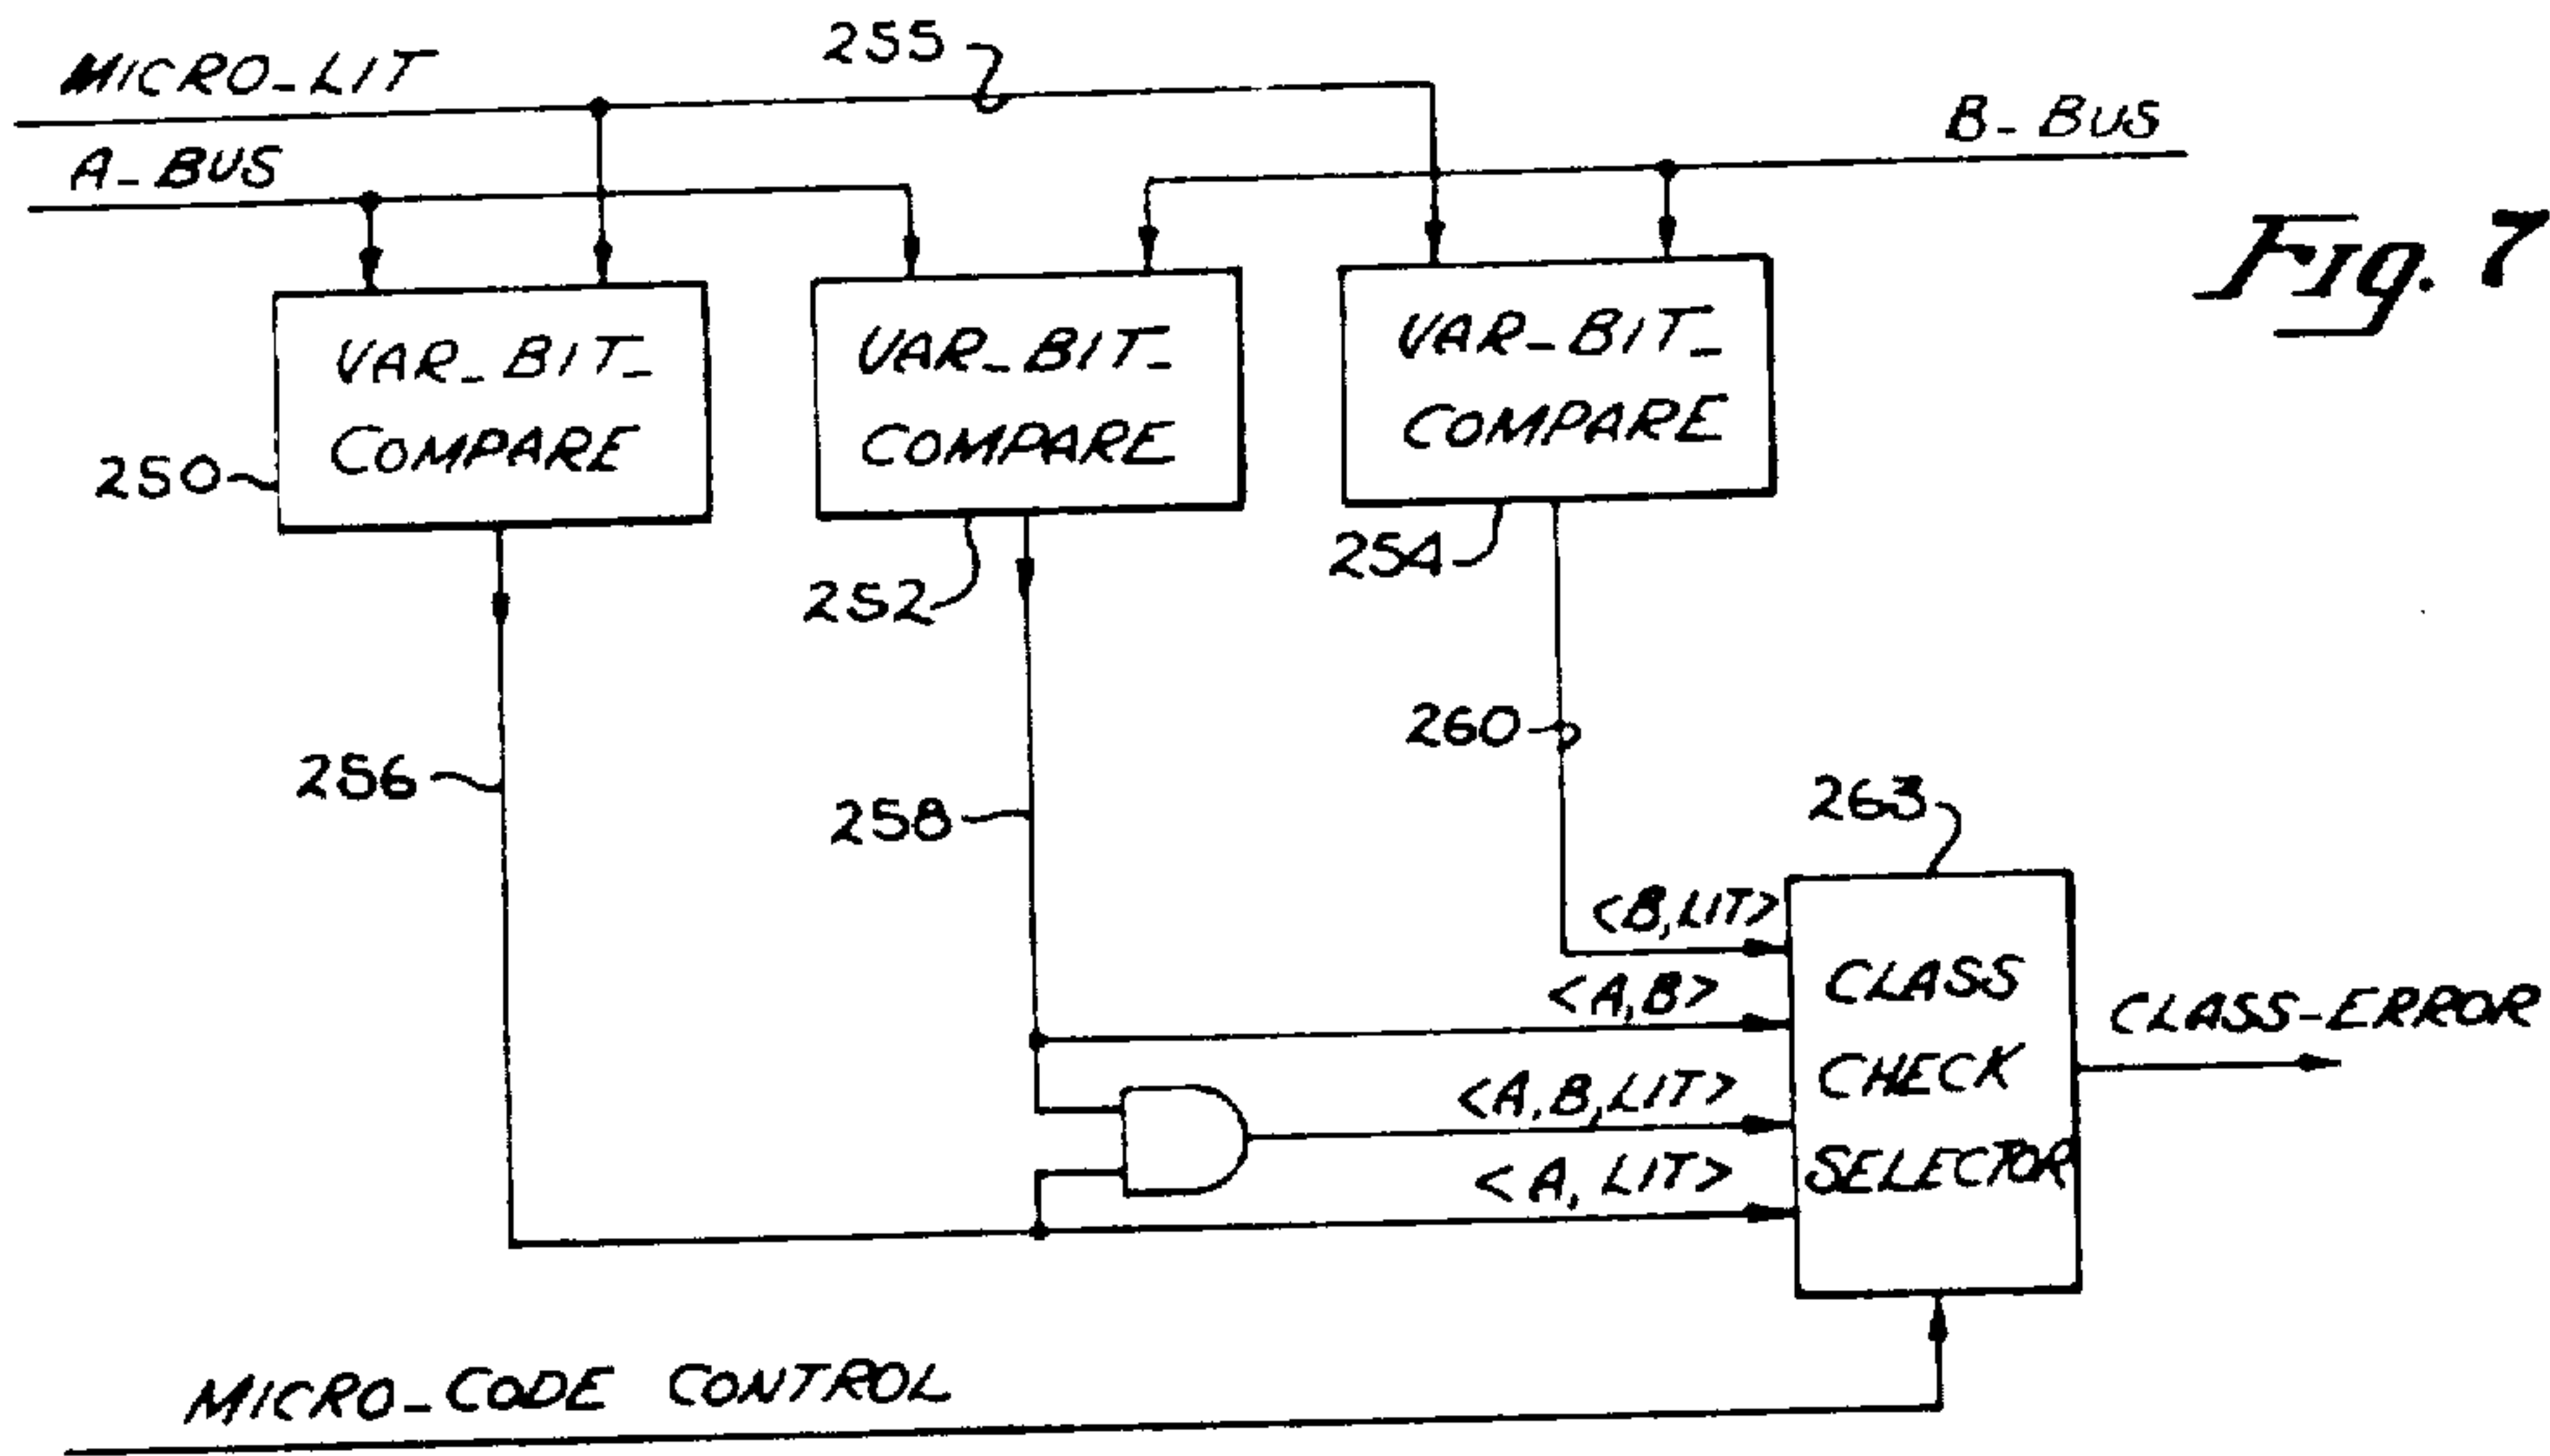 255
MICRO_LIT
B_BUS
A_BUS
Fig. 7
VAR_BIT_
COMPARE
VAR_BIT_
COMPARE
VAR_BIT_
COMPARE
250
252
254
256
258
260
263
<B,LIT>
<A,B>
<A,B,LIT>
<A, LIT>
CLASS
CHECK
SELECTOR
CLASS-ERROR
MICRO_CODE CONTROL